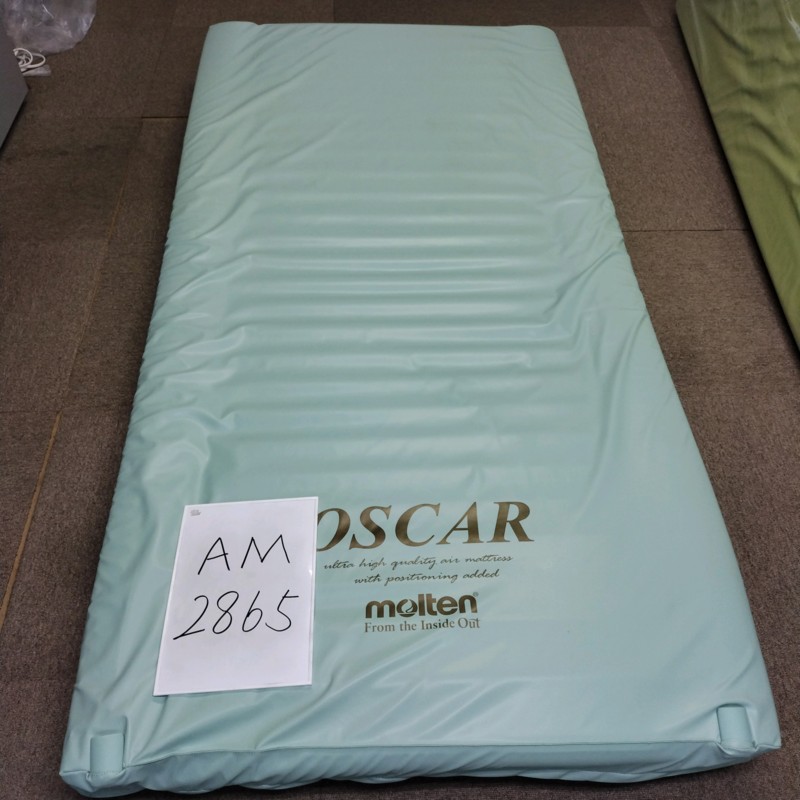 OSCAR
ultra high quality air mattress
with positioning added
molten
From the Inside Out
AM
2865